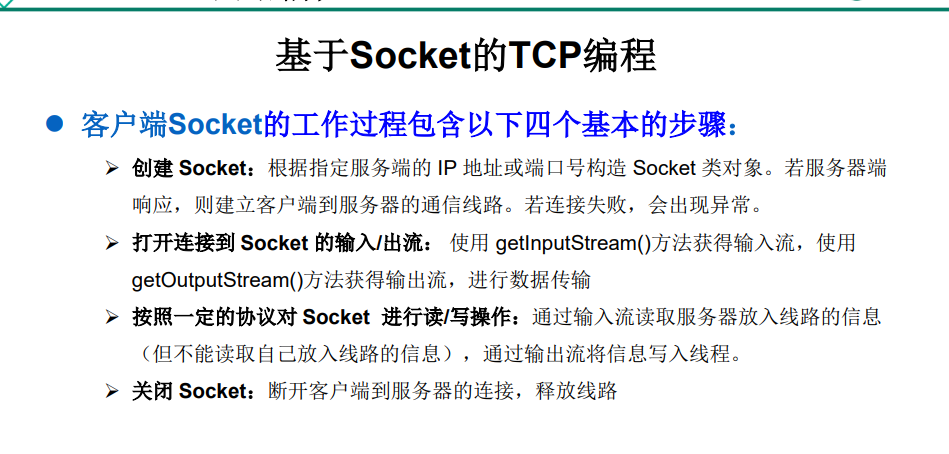 基于Socket的TCP编程
客户端Socket的工作过程包含以下四个基本的步骤：
创建 Socket：根据指定服务端的 IP 地址或端口号构造 Socket 类对象。若服务器端
响应，则建立客户端到服务器的通信线路。若连接失败，会出现异常。
打开连接到 Socket 的输入/出流： 使用 getInputStream()方法获得输入流，使用
getOutputStream()方法获得输出流，进行数据传输
按照一定的协议对 Socket 进行读/写操作：通过输入流读取服务器放入线路的信息
（但不能读取自己放入线路的信息），通过输出流将信息写入线程。
关闭 Socket：断开客户端到服务器的连接，释放线路